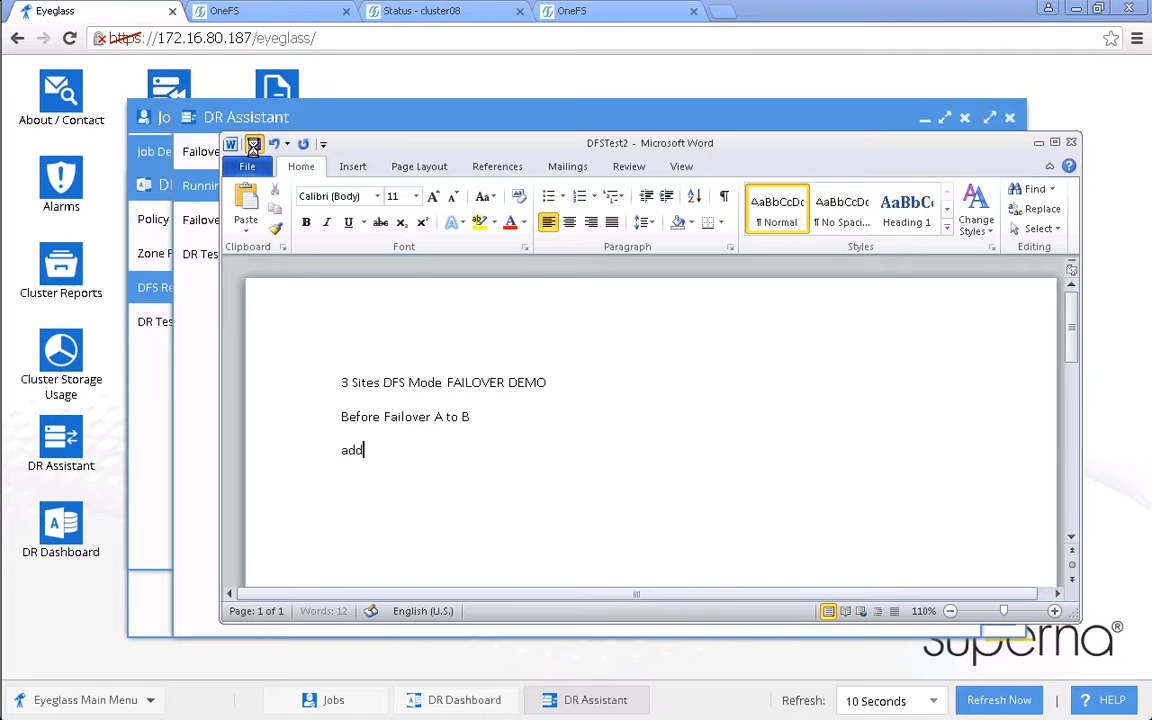 Eyeglass
OneFS
Status - cluster08
OneFS
https://172.16.80.187/eyeglass/
About / Contact
Alarms
Cluster Reports
Cluster Storage
Usage
DR Assistant
DR Dashboard
Jo
DR Assistant
Job De
Failove
Runnin
Policy
Failove
Zone F
DR Tes
DFS Re
DR Tes
DFSTest2 - Microsoft Word
File
Home
Insert
Page Layout
References
Mailings
Review
View
Paste
Calibri (Body)
11
Clipboard
Font
Paragraph
AaBbCcDc
¶ Normal
AaBbCcDc
¶ No Spaci...
AaBbC
Heading 1
Change
Styles
Styles
Find
Replace
Select
Editing
3 Sites DFS Mode FAILOVER DEMO
Before Failover A to B
add
Page: 1 of 1
Words: 12
English (U.S.)
110%
superna®
Eyeglass Main Menu
Jobs
DR Dashboard
DR Assistant
Refresh:
10 Seconds
Refresh Now
HELP